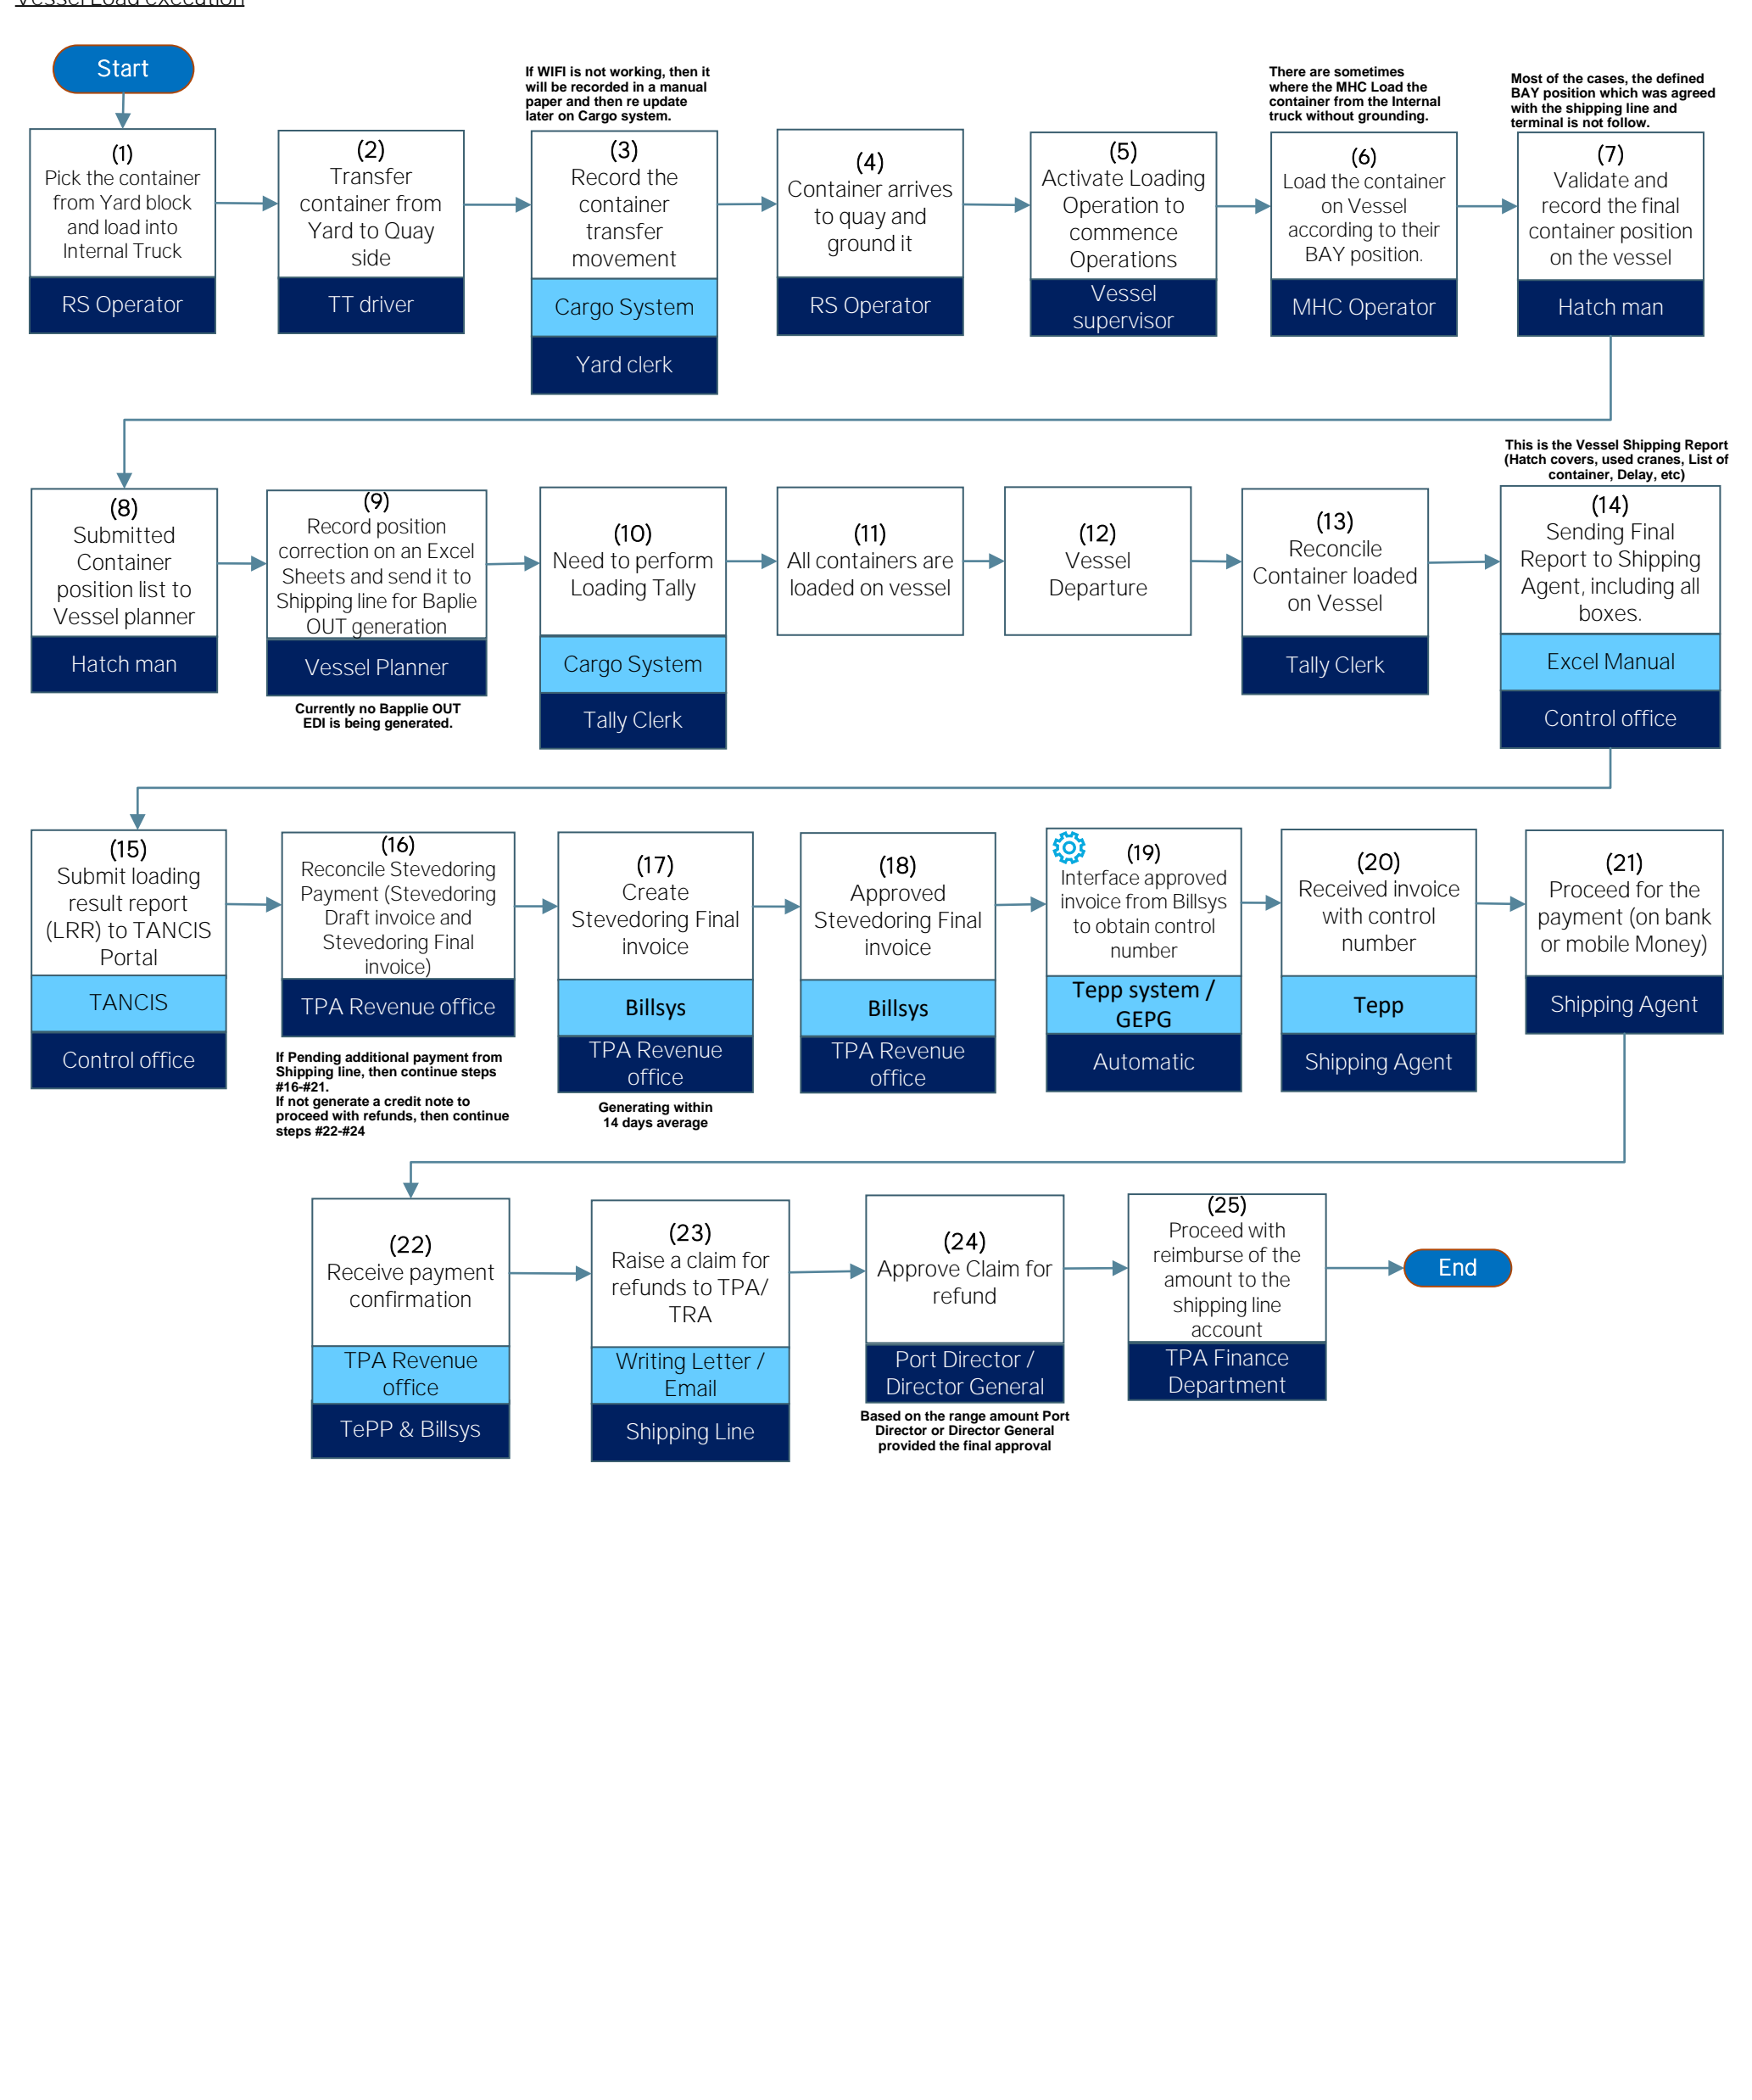 Vessel Load execution
Start
If WIFI is not working, then it
will be recorded in a manual
paper and then re update
later on Cargo system.
There are sometimes
where the MHC Load the
container from the Internal
truck without grounding.
Most of the cases, the defined
BAY position which was agreed
with the shipping line and
terminal is not follow.
(1)
Pick the container
from Yard block
and load into
Internal Truck
RS Operator
(2)
Transfer
container from
Yard to Quay
side
TT driver
(3)
Record the
container
transfer
movement
Cargo System
Yard clerk
(4)
Container arrives
to quay and
ground it
RS Operator
(5)
Activate Loading
Operation to
commence
Operations
Vessel
supervisor
(6)
Load the container
on Vessel
according to their
BAY position.
MHC Operator
(7)
Validate and
record the final
container position
on the vessel
Hatch man
This is the Vessel Shipping Report
(Hatch covers, used cranes, List of
container, Delay, etc)
(8)
Submitted
Container
position list to
Vessel planner
Hatch man
(9)
Record position
correction on an Excel
Sheets and send it to
Shipping line for Baplie
OUT generation
Vessel Planner
Currently no Bapplie OUT
EDI is being generated.
(10)
Need to perform
Loading Tally
Cargo System
Tally Clerk
(11)
All containers are
loaded on vessel
(12)
Vessel
Departure
(13)
Reconcile
Container loaded
on Vessel
Tally Clerk
(14)
Sending Final
Report to Shipping
Agent, including all
boxes.
Excel Manual
Control office
(15)
Submit loading
result report
(LRR) to TANCIS
Portal
TANCIS
Control office
(16)
Reconcile Stevedoring
Payment (Stevedoring
Draft invoice and
Stevedoring Final
invoice)
TPA Revenue office
If Pending additional payment from
Shipping line, then continue steps
#16-#21.
If not generate a credit note to
proceed with refunds, then continue
steps #22-#24
(17)
Create
Stevedoring Final
invoice
Billsys
TPA Revenue
office
Generating within
14 days average
(18)
Approved
Stevedoring Final
invoice
Billsys
TPA Revenue
office
(19)
Interface approved
invoice from Billsys
to obtain control
number
Tepp system /
GEPG
Automatic
(20)
Received invoice
with control
number
Tepp
Shipping Agent
(21)
Proceed for the
payment (on bank
or mobile Money)
Shipping Agent
(22)
Receive payment
confirmation
TPA Revenue
office
TePP & Billsys
(23)
Raise a claim for
refunds to TPA/
TRA
Writing Letter /
Email
Shipping Line
(24)
Approve Claim for
refund
Port Director /
Director General
Based on the range amount Port
Director or Director General
provided the final approval
(25)
Proceed with
reimburse of the
amount to the
shipping line
account
TPA Finance
Department
End